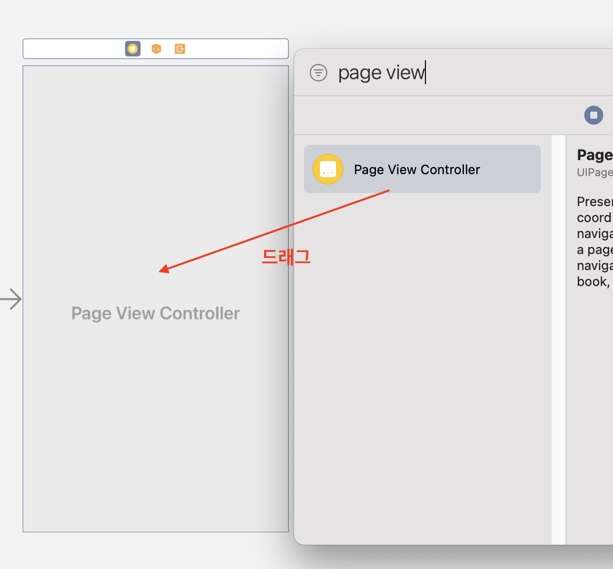 page view
Page View Controller
드래그
Page View Controller
Page
UIPage
Presen
coord
naviga
a page
naviga
book,